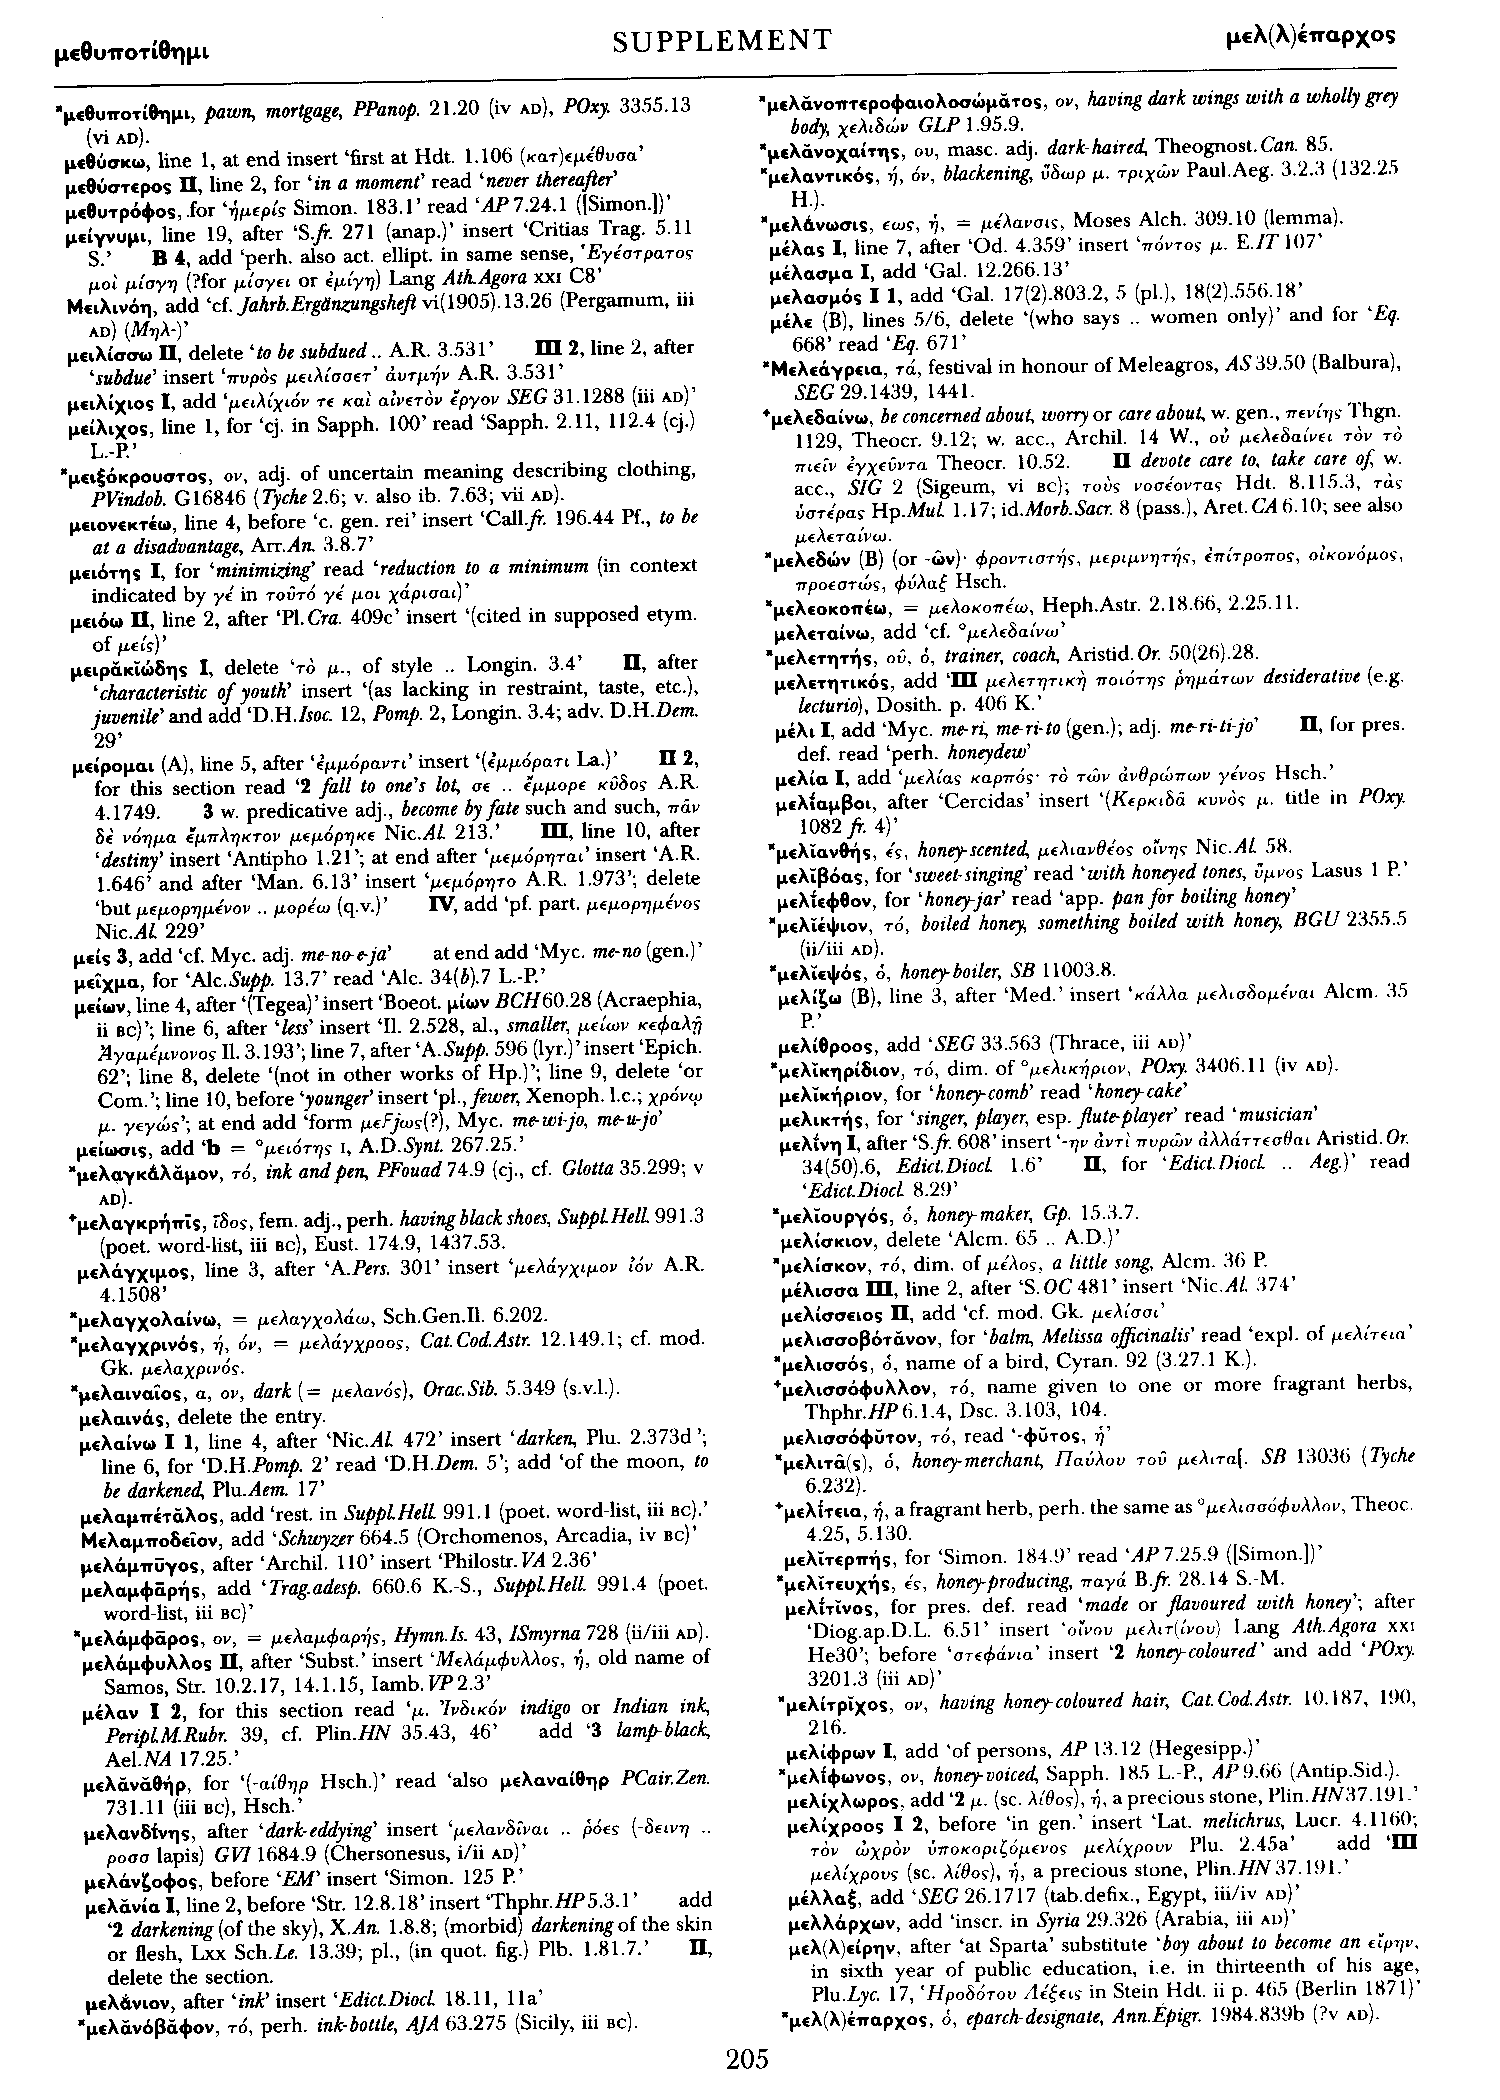 μεθυποτίθημι
SUPPLEMENT
μελ(λ)έπαρχος
*μεθυποτίθημι, pawn, mortgage, PPanop. 21.20 (iv AD), POxy. 3355.13
(vi AD).
μεθύσκω, line 1, at end insert ‘first at Hdt. 1.106 (κατ)εμέθυσα’
μεθύστερος II, line 2, for ‘in a moment’ read ‘never thereafter’
μεθυτρόφος, for ‘ἡμερίς Simon. 183.1’ read ‘AP 7.24.1 ([Simon.])’
μείγνυμι, line 19, after ‘S.fr. 271 (anap.)’ insert ‘Critias Trag. 5.11
S.’ B 4, add ‘perh. also act. ellipt. in same sense, Ἐγέστρατος
μοὶ μίσγη (?for μίσγει or ἐμίγη) Lang Ath.Agora XXI C8’
Μειλινόη, add ‘cf. Jahrb.Ergänzungsheft vi(1905).13.26 (Pergamum, iii
AD) (Μηλ-)’
μειλίσσω II, delete ‘to be subdued .. A.R. 3.531’ III 2, line 2, after
‘subdue’ insert ‘πυρὸς μειλίσσετ’ ἀυτμήν A.R. 3.531’
μειλίχιος I, add ‘μειλίχιόν τε καὶ αἰνετὸν ἔργον SEG 31.1288 (iii AD)’
μείλιχος, line 1, for ‘cj. in Sapph. 100’ read ‘Sapph. 2.11, 112.4 (cj.)
L.-P.’
*μειξόκρουστος, ον, adj. of uncertain meaning describing clothing,
PVindob. G16846 (Tyche 2.6; v. also ib. 7.63; vii AD).
μειονεκτέω, line 4, before ‘c. gen. rei’ insert ‘Call.fr. 196.44 Pf., to be
at a disadvantage, Arr.An. 3.8.7’
μειότης I, for ‘minimizing’ read ‘reduction to a minimum (in context
indicated by γέ in τοῦτό γέ μοι χάρισαι)’
μειόω II, line 2, after ‘Pl.Cra. 409c’ insert ‘(cited in supposed etym.
of μείς)’
μειρᾰκῐώδης I, delete ‘τὸ μ., of style .. Longin. 3.4’ II, after
‘characteristic of youth’ insert ‘(as lacking in restraint, taste, etc.),
juvenile’ and add ‘D.H.Isoc. 12, Pomp. 2, Longin. 3.4; adv. D.H.Dem.
29’
μείρομαι (A), line 5, after ‘ἐμμόραντι’ insert ‘(ἐμμόρατι La.)’ II 2,
for this section read ‘2 fall to one’s lot, σε .. ἔμμορε κῦδος A.R.
4.1749. 3 w. predicative adj., become by fate such and such, πᾶν
δὲ νόημα ἔμπληκτον μεμόρηκε Nic.Al. 213.’ III, line 10, after
‘destiny’ insert ‘Antipho 1.21’; at end after ‘μεμόρηται’ insert ‘A.R.
1.646’ and after ‘Man. 6.13’ insert ‘μεμόρητο A.R. 1.973’; delete
‘but μεμορημένον .. μορέω (q.v.)’ IV, add ‘pf. part. μεμορημένος
Nic.Al. 229’
μείς 3, add ‘cf. Myc. adj. me-no-e-ja’ at end add ‘Myc. me-no (gen.)’
μεῖχμα, for ‘Alc.Supp. 13.7’ read ‘Alc. 34(b).7 L.-P.’
μείων, line 4, after ‘(Tegea)’ insert ‘Boeot. μίων BCH 60.28 (Acraephia,
ii BC)’; line 6, after ‘less’ insert ‘Il. 2.528, al., smaller, μείων κεφαλῇ
Ἀγαμέμνονος Il. 3.193’; line 7, after ‘A.Supp. 596 (lyr.)’ insert ‘Epich.
62’; line 8, delete ‘(not in other works of Hp.)’; line 9, delete ‘or
Com.’; line 10, before ‘younger’ insert ‘pl., fewer, Xenoph. l.c.; χρόνῳ
μ. γεγώς’; at end add ‘form μεϝjως(?), Myc. me-wi-jo, me-u-jo’
μείωσις, add ‘b = °μειότης I, A.D.Synt. 267.25.’
*μελαγκᾰλᾰμον, τό, ink and pen, PFouad 74.9 (cj., cf. Glotta 35.299; v
AD).
⁺μελαγκρήπῑς, ῑδος, fem. adj., perh. having black shoes, Suppl.Hell. 991.3
(poet. word-list, iii BC), Eust. 174.9, 1437.53.
μελάγχιμος, line 3, after ‘A.Pers. 301’ insert ‘μελάγχιμον ἰόν A.R.
4.1508’
*μελαγχολαίνω, = μελαγχολάω, Sch.Gen.Il. 6.202.
*μελαγχρινός, ή, όν, = μελάγχροος, Cat.Cod.Astr. 12.149.1; cf. mod.
Gk. μελαχρινός.
*μελαιναῖος, α, ον, dark (= μελανός), Orac.Sib. 5.349 (s.v.l.).
μελαινάς, delete the entry.
μελαίνω I 1, line 4, after ‘Nic.Al. 472’ insert ‘darken, Plu. 2.373d’;
line 6, for ‘D.H.Pomp. 2’ read ‘D.H.Dem. 5’; add ‘of the moon, to
be darkened, Plu.Aem. 17’
μελαμπέτᾰλος, add ‘rest. in Suppl.Hell. 991.1 (poet. word-list, iii BC).’
Μελαμποδεῖον, add ‘Schwyzer 664.5 (Orchomenos, Arcadia, iv BC)’
μελάμπῡγος, after ‘Archil. 110’ insert ‘Philostr.VA 2.36’
μελαμφᾱρής, add ‘Trag.adesp. 660.6 K.-S., Suppl.Hell. 991.4 (poet.
word-list, iii BC)’
*μελάμφᾱρος, ον, = μελαμφαρής, Hymn.Is. 43, ISmyrna 728 (ii/iii AD).
μελάμφυλλος II, after ‘Subst.’ insert ‘Μελάμφυλλος, ἡ, old name of
Samos, Str. 10.2.17, 14.1.15, Iamb.VP 2.3’
μέλαν I 2, for this section read ‘μ. Ἰνδικόν indigo or Indian ink,
Peripl.M.Rubr. 39, cf. Plin.HN 35.43, 46’ add ‘3 lamp-black,
Ael.NA 17.25.’
μελᾰνᾰθήρ, for ‘(-αίθηρ Hsch.)’ read ‘also μελαναίθηρ PCair.Zen.
731.11 (iii BC), Hsch.’
μελανδίνης, after ‘dark-eddying’ insert ‘μελανδῖναι .. ῥόες (-δεινη ..
ροσσ lapis) GVI 1684.9 (Chersonesus, i/ii AD)’
μελάνζοφος, before ‘EM’ insert ‘Simon. 125 P.’
μελᾰνία I, line 2, before ‘Str. 12.8.18’ insert ‘Thphr.HP 5.3.1’ add
‘2 darkening (of the sky), X.An. 1.8.8; (morbid) darkening of the skin
or flesh, LXX Sch.Le. 13.39; pl., (in quot. fig.) Plb. 1.81.7.’ II,
delete the section.
μελάνιον, after ‘ink’ insert ‘Edict.Diocl. 18.11, 11a’
*μελᾰνόβᾰφον, τό, perh. ink-bottle, AJA 63.275 (Sicily, iii BC).
*μελᾰνοπτεροφαιολοσώμᾰτος, ον, having dark wings with a wholly grey
body, χελιδών GLP 1.95.9.
*μελᾰνοχαίτης, ου, masc. adj. dark-haired, Theognost.Can. 85.
*μελαντικός, ή, όν, blackening, ὕδωρ μ. τριχῶν Paul.Aeg. 3.2.3 (132.25
H.).
*μελάνωσις, εως, ἡ, = μέλανσις, Moses Alch. 309.10 (lemma).
μέλας I, line 7, after ‘Od. 4.359’ insert ‘πόντος μ. E.IT 107’
μέλασμα I, add ‘Gal. 12.266.13’
μελασμός I 1, add ‘Gal. 17(2).803.2, 5 (pl.), 18(2).556.18’
μέλε (B), lines 5/6, delete ‘(who says .. women only)’ and for ‘Eq.
668’ read ‘Eq. 671’
*Μελεάγρεια, τά, festival in honour of Meleagros, AS 39.50 (Balbura),
SEG 29.1439, 1441.
⁺μελεδαίνω, be concerned about, worry or care about, w. gen., πενίης Thgn.
1129, Theocr. 9.12; w. acc., Archil. 14 W., οὐ μελεδαίνει τὸν τὸ
πιεῖν ἐγχεῦντα Theocr. 10.52. II devote care to, take care of, w.
acc., SIG 2 (Sigeum, vi BC); τοὺς νοσέοντας Hdt. 8.115.3, τὰς
ὑστέρας Hp.Mul. 1.17; id.Morb.Sacr. 8 (pass.), Aret.CA 6.10; see also
μελεταίνω.
*μελεδών (B) (or -ῶν)· φροντιστής, μεριμνητής, ἐπίτροπος, οἰκονόμος,
προεστώς, φύλαξ Hsch.
*μελεοκοπέω, = μελοκοπέω, Heph.Astr. 2.18.66, 2.25.11.
μελεταίνω, add ‘cf. °μελεδαίνω’
*μελετητής, οῦ, ὁ, trainer, coach, Aristid.Or. 50(26).28.
μελετητικός, add ‘III μελετητικὴ ποιότης ῥημάτων desiderative (e.g.
lecturio), Dosith. p. 406 K.’
μέλι I, add ‘Myc. me-ri, me-ri-to (gen.); adj. me-ri-ti-jo’ II, for pres.
def. read ‘perh. honeydew’
μελία I, add ‘μελίας καρπός· τὸ τῶν ἀνθρώπων γένος Hsch.’
μελίαμβοι, after ‘Cercidas’ insert ‘(Κερκιδᾶ κυνὸς μ. title in POxy.
1082 fr. 4)’
*μελῐανθής, ές, honey-scented, μελιανθέος οἴνης Nic.Al. 58.
μελῐβόας, for ‘sweet-singing’ read ‘with honeyed tones, ὕμνος Lasus 1 P.’
μελῐ́εφθον, for ‘honey-jar’ read ‘app. pan for boiling honey’
*μελῐέψιον, τό, boiled honey, something boiled with honey, BGU 2355.5
(ii/iii AD).
*μελῐεψός, ὁ, honey-boiler, SB 11003.8.
μελίζω (B), line 3, after ‘Med.’ insert ‘κἄλλα μελισδομέναι Alcm. 35
P.’
μελίθροος, add ‘SEG 33.563 (Thrace, iii AD)’
*μελῐκηρίδιον, τό, dim. of °μελικήριον, POxy. 3406.11 (iv AD).
μελῐκήριον, for ‘honey-comb’ read ‘honey-cake’
μελικτής, for ‘singer, player, esp. flute-player’ read ‘musician’
μελίνη I, after ‘S.fr. 608’ insert ‘-ην ἀντὶ πυρῶν ἀλλάττεσθαι Aristid.Or.
34(50).6, Edict.Diocl. 1.6’ II, for ‘Edict.Diocl. .. Aeg.)’ read
‘Edict.Diocl. 8.29’
*μελῐουργός, ὁ, honey-maker, Gp. 15.3.7.
μελίσκιον, delete ‘Alcm. 65 .. A.D.)’
*μελίσκον, τό, dim. of μέλος, a little song, Alcm. 36 P.
μέλισσα III, line 2, after ‘S.OC 481’ insert ‘Nic.Al. 374’
μελίσσειος II, add ‘cf. mod. Gk. μελίσσι’
μελισσοβότᾰνον, for ‘balm, Melissa officinalis’ read ‘expl. of μελίτεια’
*μελισσός, ὁ, name of a bird, Cyran. 92 (3.27.1 K.).
⁺μελισσόφυλλον, τό, name given to one or more fragrant herbs,
Thphr.HP 6.1.4, Dsc. 3.103, 104.
μελισσόφῠτον, τό, read ‘-φῠτος, ἡ’
*μελιτᾶ(ς), ὁ, honey-merchant, Παύλου τοῦ μελιτα[. SB 13036 (Tyche
6.232).
⁺μελῐ́τεια, ἡ, a fragrant herb, perh. the same as °μελισσόφυλλον, Theoc.
4.25, 5.130.
μελῐτερπής, for ‘Simon. 184.9’ read ‘AP 7.25.9 ([Simon.])’
*μελῐτευχής, ές, honey-producing, παγά B.fr. 28.14 S.-M.
μελῐ́τῐνος, for pres. def. read ‘made or flavoured with honey’; after
‘Diog.ap.D.L. 6.51’ insert ‘οἴνου μελιτ(ίνου) Lang Ath.Agora XXI
He30’; before ‘στεφάνια’ insert ‘2 honey-coloured’ and add ‘POxy.
3201.3 (iii AD)’
*μελίτρῐχος, ον, having honey-coloured hair, Cat.Cod.Astr. 10.187, 190,
216.
μελίφρων I, add ‘of persons, AP 13.12 (Hegesipp.)’
*μελῐ́φωνος, ον, honey-voiced, Sapph. 185 L.-P., AP 9.66 (Antip.Sid.).
μελίχλωρος, add ‘2 μ. (sc. λίθος), ἡ, a precious stone, Plin.HN 37.191.’
μελίχροος I 2, before ‘in gen.’ insert ‘Lat. melichrus, Lucr. 4.1160;
τὸν ὠχρὸν ὑποκοριζόμενος μελίχρουν Plu. 2.45a’ add ‘III
μελίχρους (sc. λίθος), ἡ, a precious stone, Plin.HN 37.191.’
μέλλαξ, add ‘SEG 26.1717 (tab.defix., Egypt, iii/iv AD)’
μελλάρχων, add ‘inscr. in Syria 29.326 (Arabia, iii AD)’
μελ(λ)είρην, after ‘at Sparta’ substitute ‘boy about to become an εἴρην,
in sixth year of public education, i.e. in thirteenth of his age,
Plu.Lyc. 17, Ἡροδότου Λέξεις in Stein Hdt. ii p. 465 (Berlin 1871)’
*μελ(λ)έπαρχος, ὁ, eparch-designate, Ann.Épigr. 1984.839b (?v AD).
205